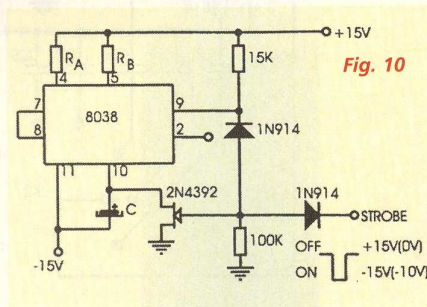 +15V
RA
RB
15K
Fig. 10
4
5
7
8
8038
9
2
1N914
11
10
2N4392
1N914
+
C
STROBE
-15V
100K
OFF
+15V(0V)
ON
-15V(-10V)